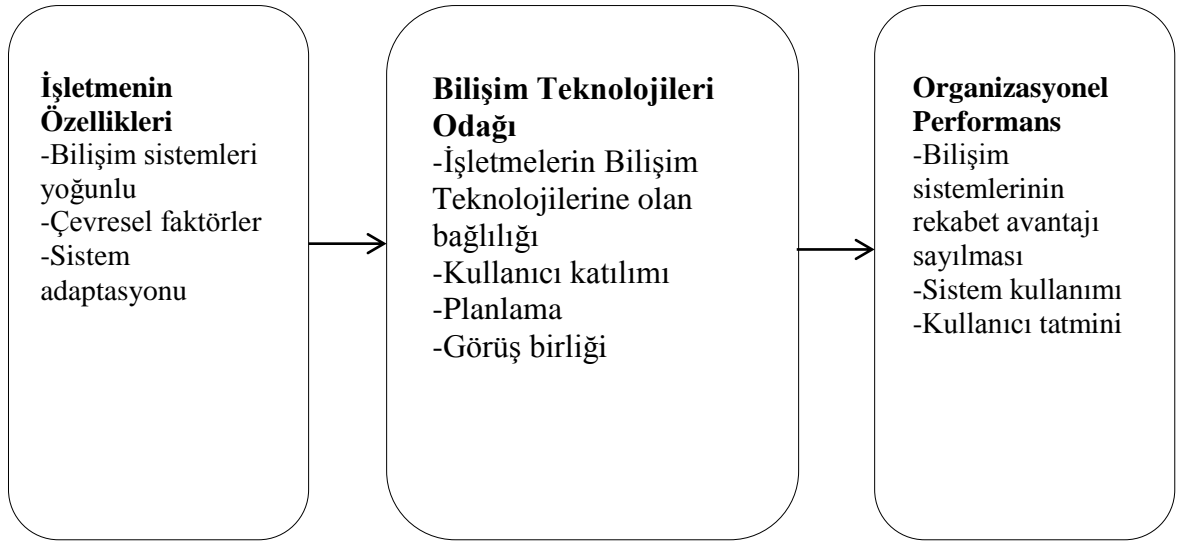 İşletmenin
Özellikleri
-Bilişim sistemleri
yoğunlu
-Çevresel faktörler
-Sistem
adaptasyonu
Bilişim Teknolojileri
Odağı
-İşletmelerin Bilişim
Teknolojilerine olan
bağlılığı
-Kullanıcı katılımı
-Planlama
-Görüş birliği
Organizasyonel
Performans
-Bilişim
sistemlerinin
rekabet avantajı
sayılması
-Sistem kullanımı
-Kullanıcı tatmini